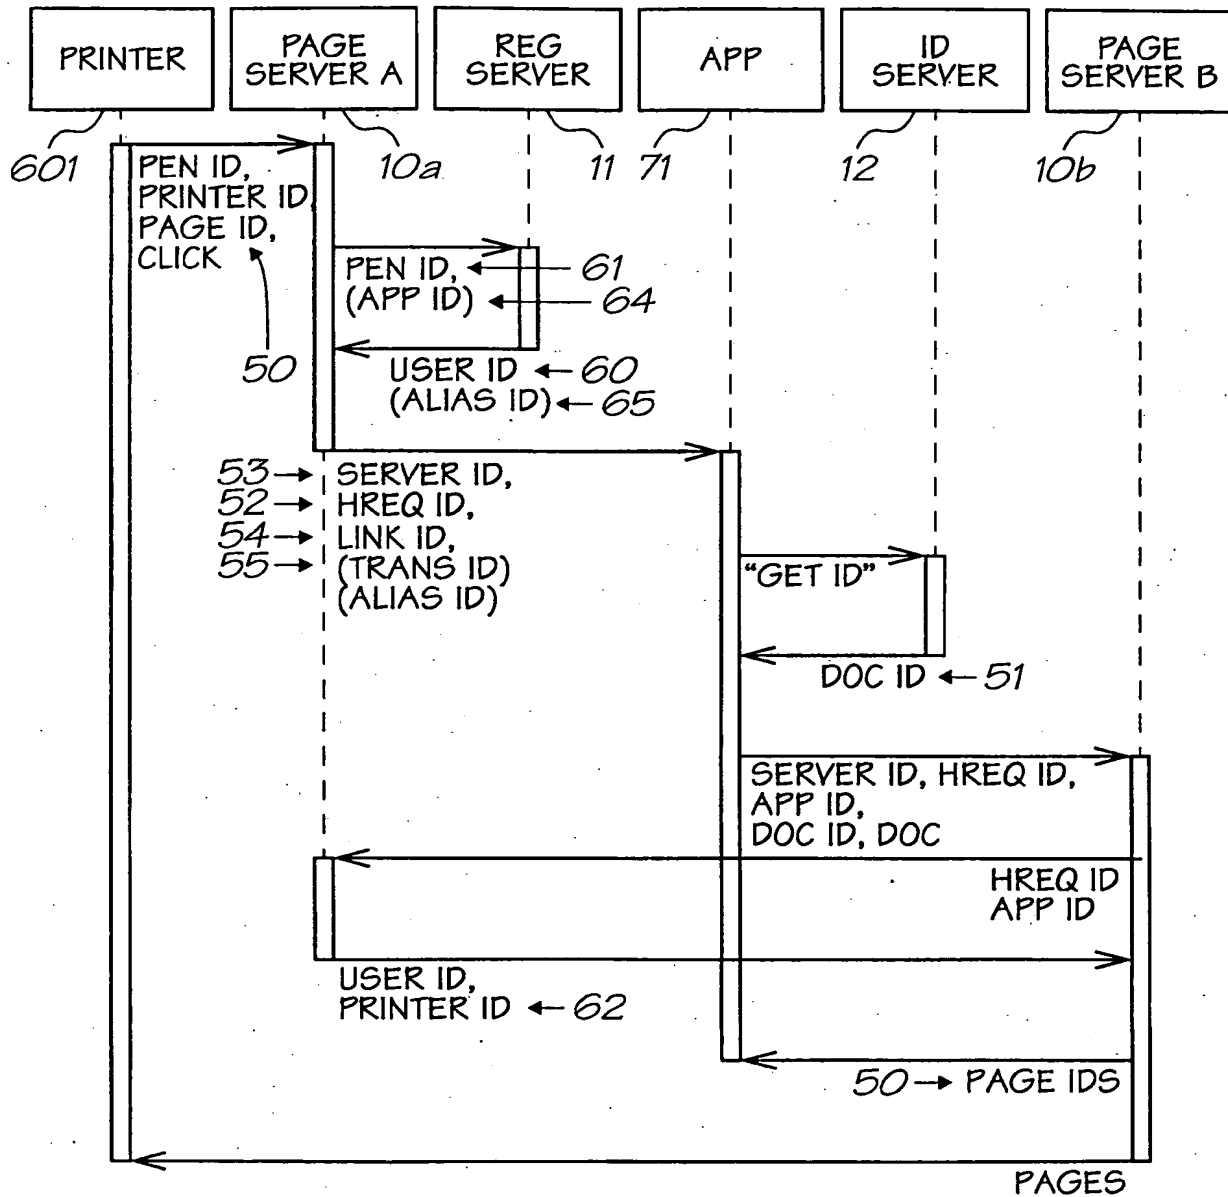 PRINTER
PAGE
SERVER A
REG
SERVER
APP
ID
SERVER
PAGE
SERVER B
601
10a
11
71
12
10b
PEN ID,
PRINTER ID,
PAGE ID,
CLICK
50
PEN ID,
61
(APP ID)
64
USER ID
60
(ALIAS ID)
65
53
SERVER ID,
52
HREQ ID,
54
LINK ID,
55
(TRANS ID)
(ALIAS ID)
"GET ID"
DOC ID
51
SERVER ID, HREQ ID,
APP ID,
DOC ID, DOC
HREQ ID
APP ID
USER ID,
PRINTER ID
62
50
PAGE IDS
PAGES